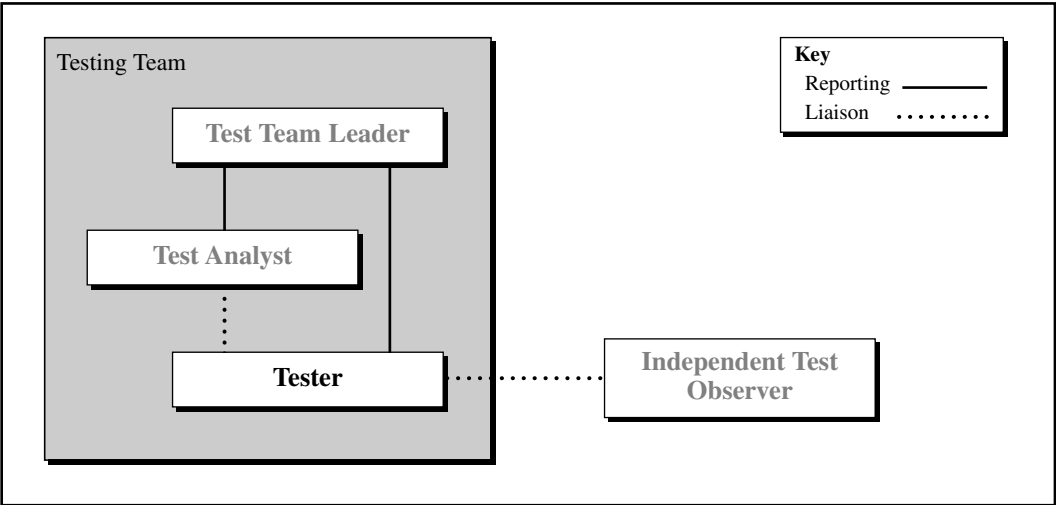 Testing Team
Key
Reporting
Liaison
Test Team Leader
Test Analyst
Tester
Independent Test
Observer